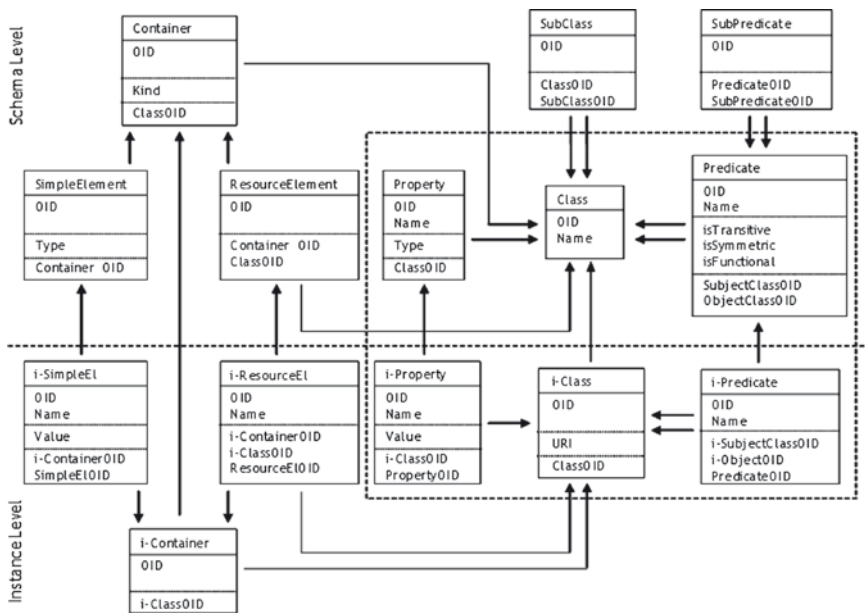 Schema Level
Container
OID
Kind
ClassOID
SubClass
OID
ClassOID
SubClassOID
SubPredicate
OID
PredicateOID
SubPredicateOID
SimpleElement
OID
Type
Container OID
ResourceElement
OID
Container OID
ClassOID
Property
OID
Name
Type
ClassOID
Class
OID
Name
Predicate
OID
Name
isTransitive
isSymmetric
isFunctional
SubjectClassOID
ObjectClassOID
Instance Level
i-SimpleEl
OID
Name
Value
i-ContainerOID
SimpleElOID
i-ResourceEl
OID
Name
i-ContainerOID
i-ClassOID
ResourceElOID
i-Property
OID
Name
Value
i-ClassOID
PropertyOID
i-Class
OID
URI
ClassOID
i-Predicate
OID
Name
i-SubjectClassOID
i-ObjectOID
PredicateOID
i-Container
OID
i-ClassOID